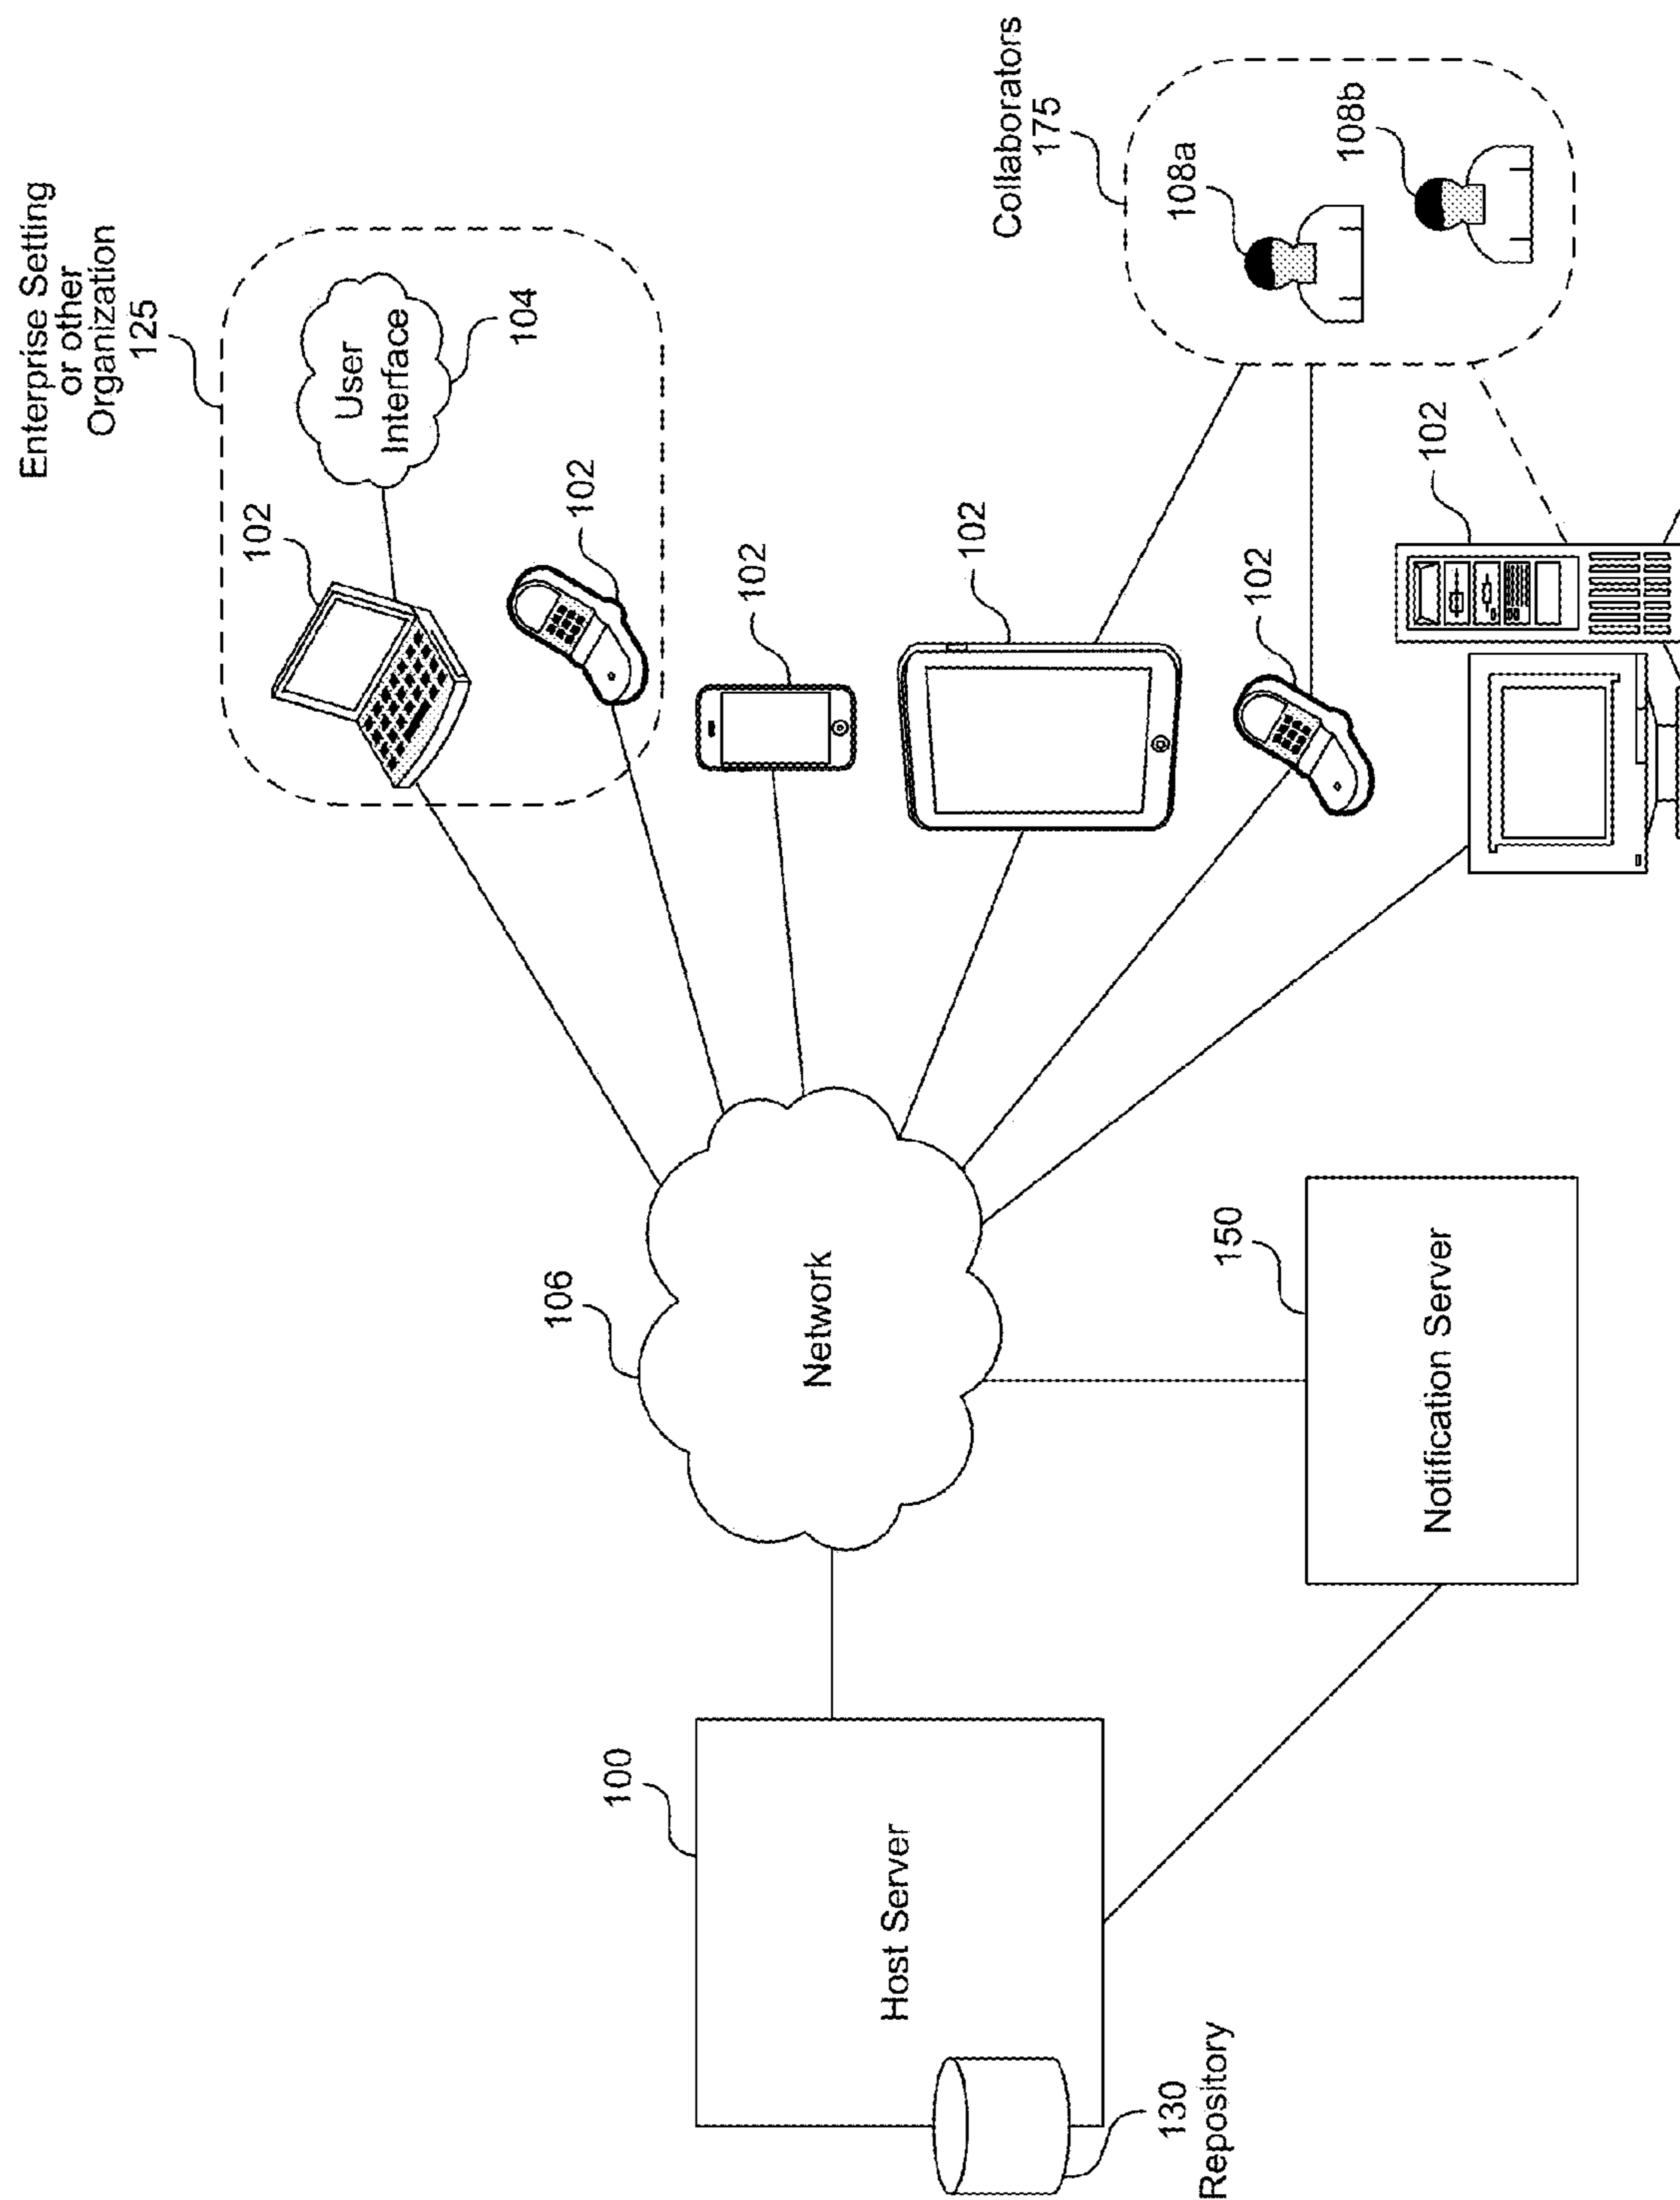 Enterprise Setting
or other
Organization
125
102
User
Interface
104
102
102
102
102
102
Collaborators
175
108a
108b
106
Network
100
Host Server
130
Repository
150
Notification Server